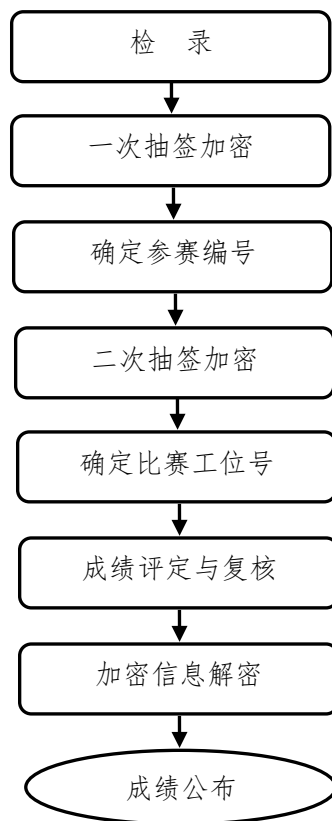 检 录
一次抽签加密
确定参赛编号
二次抽签加密
确定比赛工位号
成绩评定与复核
加密信息解密
成绩公布